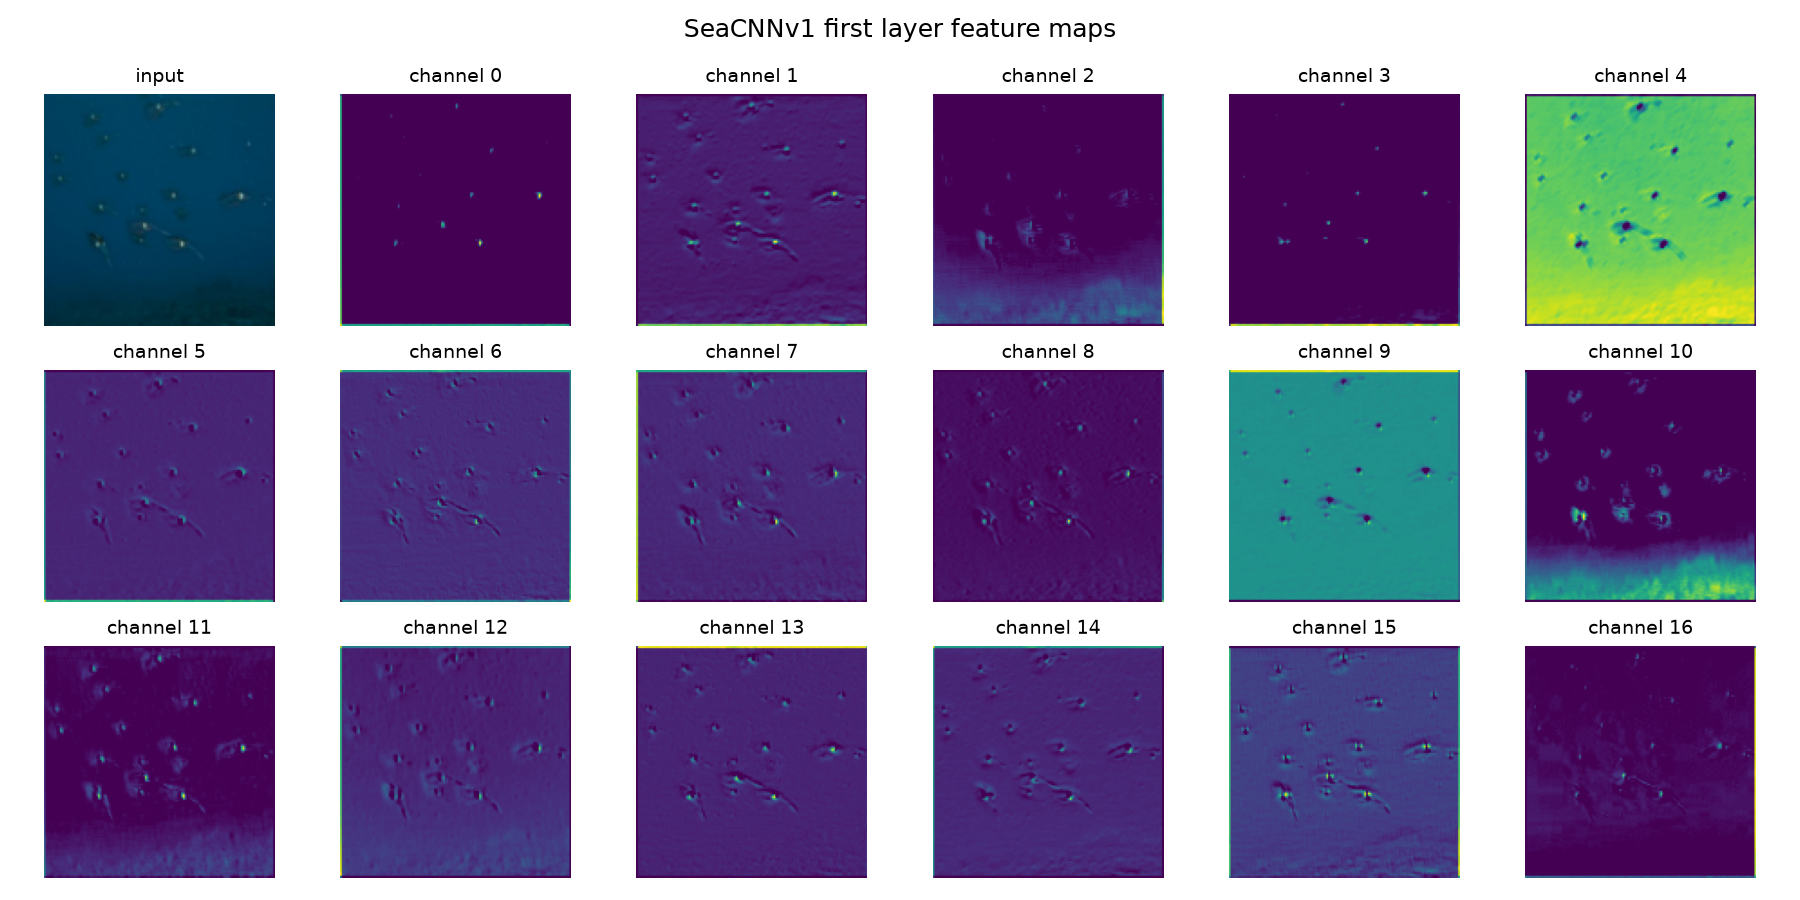 SeaCNNv1 first layer feature maps
input
channel 0
channel 1
channel 2
channel 3
channel 4
channel 5
channel 6
channel 7
channel 8
channel 9
channel 10
channel 11
channel 12
channel 13
channel 14
channel 15
channel 16